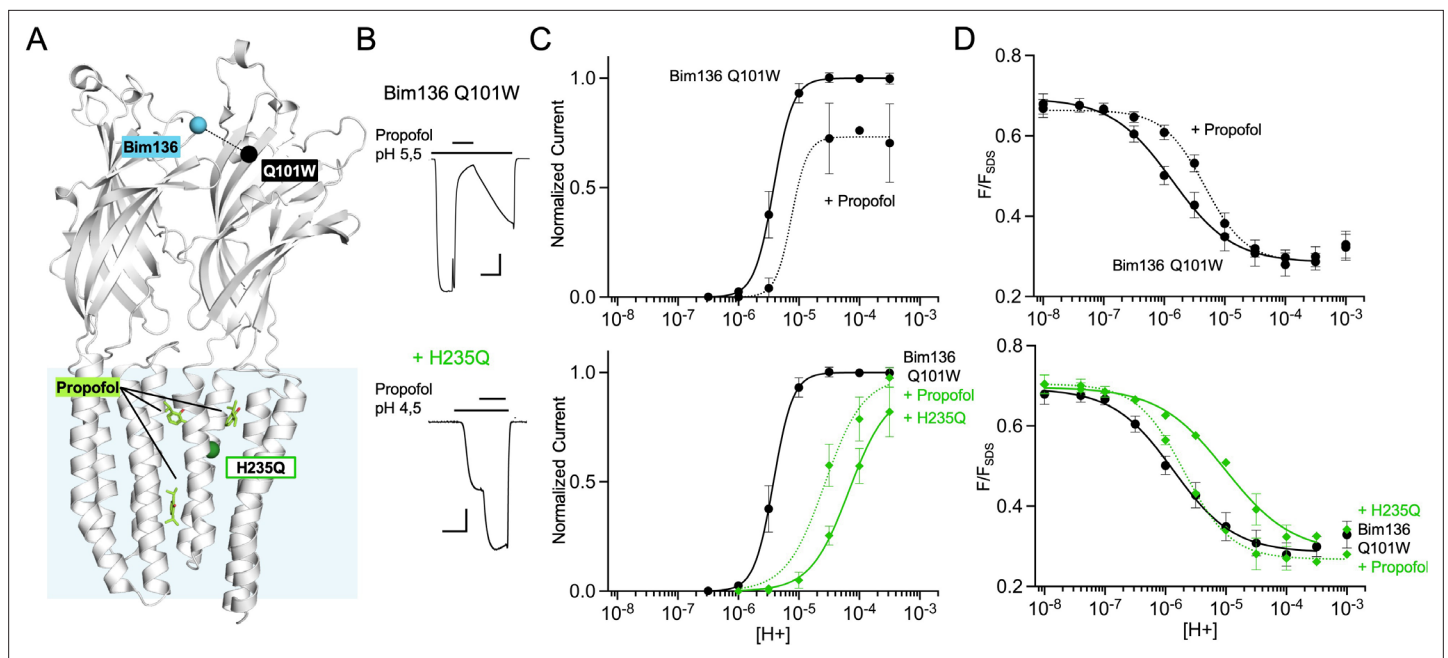 A
Bim136
Q101W
Propofol
H235Q
B
Bim136 Q101W
Propofol
pH 5,5
+ H235Q
Propofol
pH 4,5
C
Normalized Current
1.0
0.5
0.0
Bim136 Q101W
+ Propofol
10-8
10-7
10-6
10-5
10-4
10-3
Normalized Current
1.0
0.5
0.0
Bim136
Q101W
+ Propofol
+ H235Q
10-8
10-7
10-6
10-5
10-4
10-3
[H+]
D
F/FSDS
0.8
0.6
0.4
0.2
+ Propofol
Bim136 Q101W
10-8
10-7
10-6
10-5
10-4
10-3
F/FSDS
0.8
0.6
0.4
0.2
+ H235Q
Bim136
Q101W
+ Propofol
10-8
10-7
10-6
10-5
10-4
10-3
[H+]